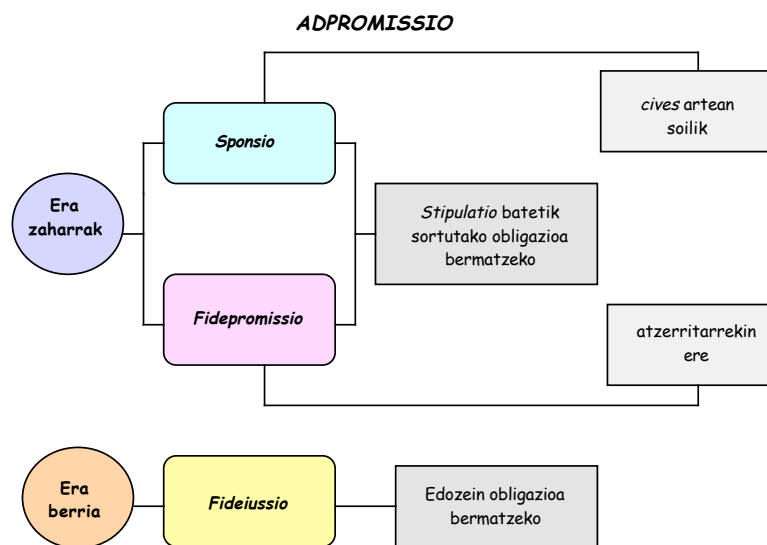 ADPROMISSIO
cives artean
soilik
Sponsio
Era
zaharrak
Stipulatio batetik
sortutako obligazioa
bermatzeko
Fidepromissio
atzerritarrekin
ere
Era
berria
Fideiussio
Edozein obligazioa
bermatzeko